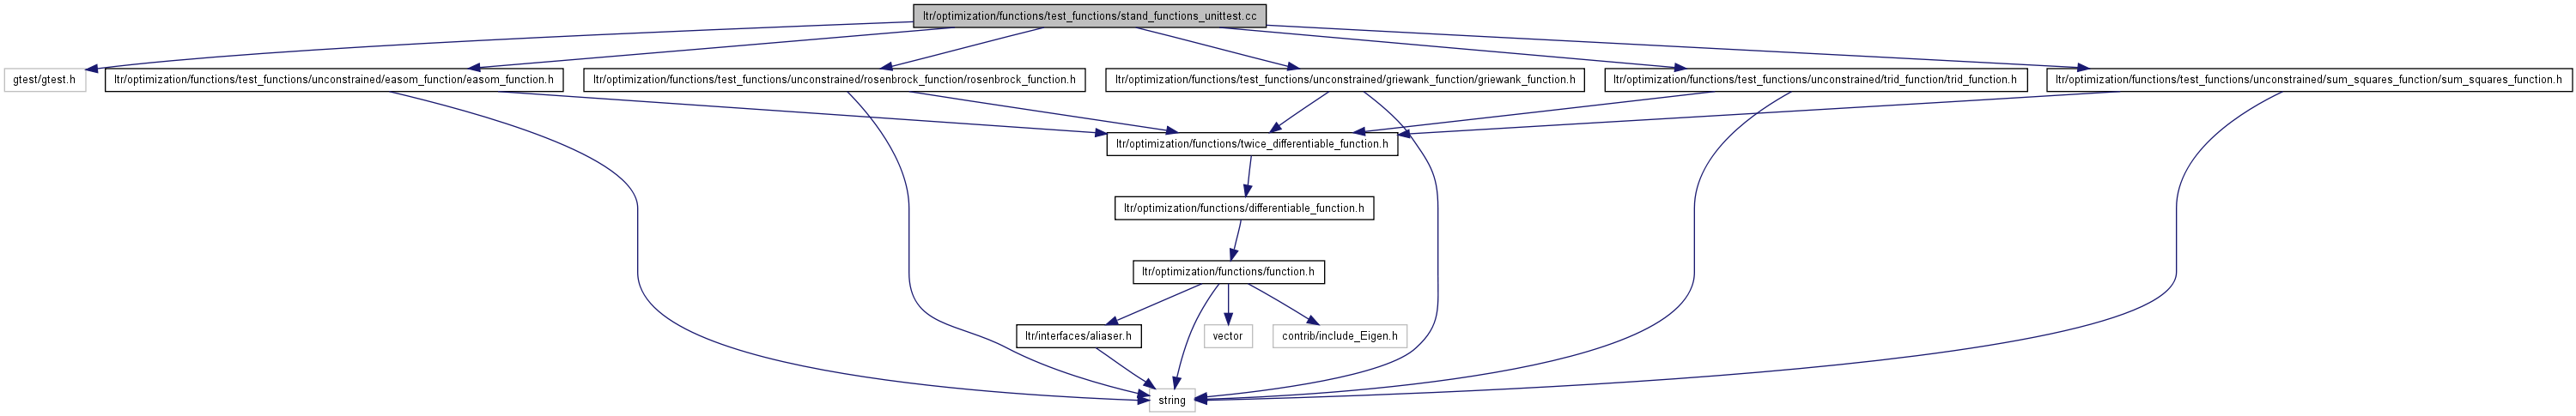 ltr/optimization/functions/test_functions/stand_functions_unittest.cc
gtest/gtest.h
ltr/optimization/functions/test_functions/unconstrained/easom_function/easom_function.h
ltr/optimization/functions/test_functions/unconstrained/rosenbrock_function/rosenbrock_function.h
ltr/optimization/functions/test_functions/unconstrained/griewank_function/griewank_function.h
ltr/optimization/functions/test_functions/unconstrained/trid_function/trid_function.h
ltr/optimization/functions/test_functions/unconstrained/sum_squares_function/sum_squares_function.h
ltr/optimization/functions/twice_differentiable_function.h
ltr/optimization/functions/differentiable_function.h
ltr/optimization/functions/function.h
ltr/interfaces/aliaser.h
vector
contrib/include_Eigen.h
string